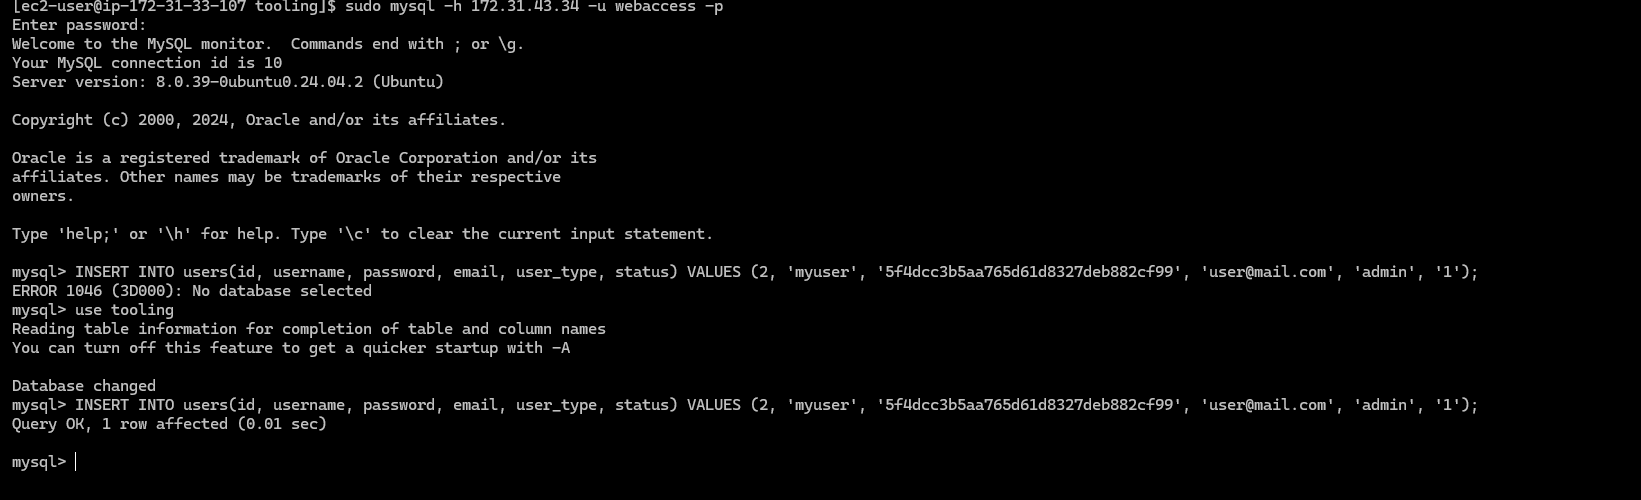 [ec2-user@ip-172-31-33-107 tooling]$ sudo mysql -h 172.31.43.34 -u webaccess -p
Enter password:
Welcome to the MySQL monitor.  Commands end with ; or \g.
Your MySQL connection id is 10
Server version: 8.0.39-0ubuntu0.24.04.2 (Ubuntu)
Copyright (c) 2000, 2024, Oracle and/or its affiliates.
Oracle is a registered trademark of Oracle Corporation and/or its
affiliates. Other names may be trademarks of their respective
owners.
Type 'help;' or '\h' for help. Type '\c' to clear the current input statement.
mysql> INSERT INTO users(id, username, password, email, user_type, status) VALUES (2, 'myuser', '5f4dcc3b5aa765d61d8327deb882cf99', 'user@mail.com', 'admin', '1');
ERROR 1046 (3D000): No database selected
mysql> use tooling
Reading table information for completion of table and column names
You can turn off this feature to get a quicker startup with -A
Database changed
mysql> INSERT INTO users(id, username, password, email, user_type, status) VALUES (2, 'myuser', '5f4dcc3b5aa765d61d8327deb882cf99', 'user@mail.com', 'admin', '1');
Query OK, 1 row affected (0.01 sec)
mysql>